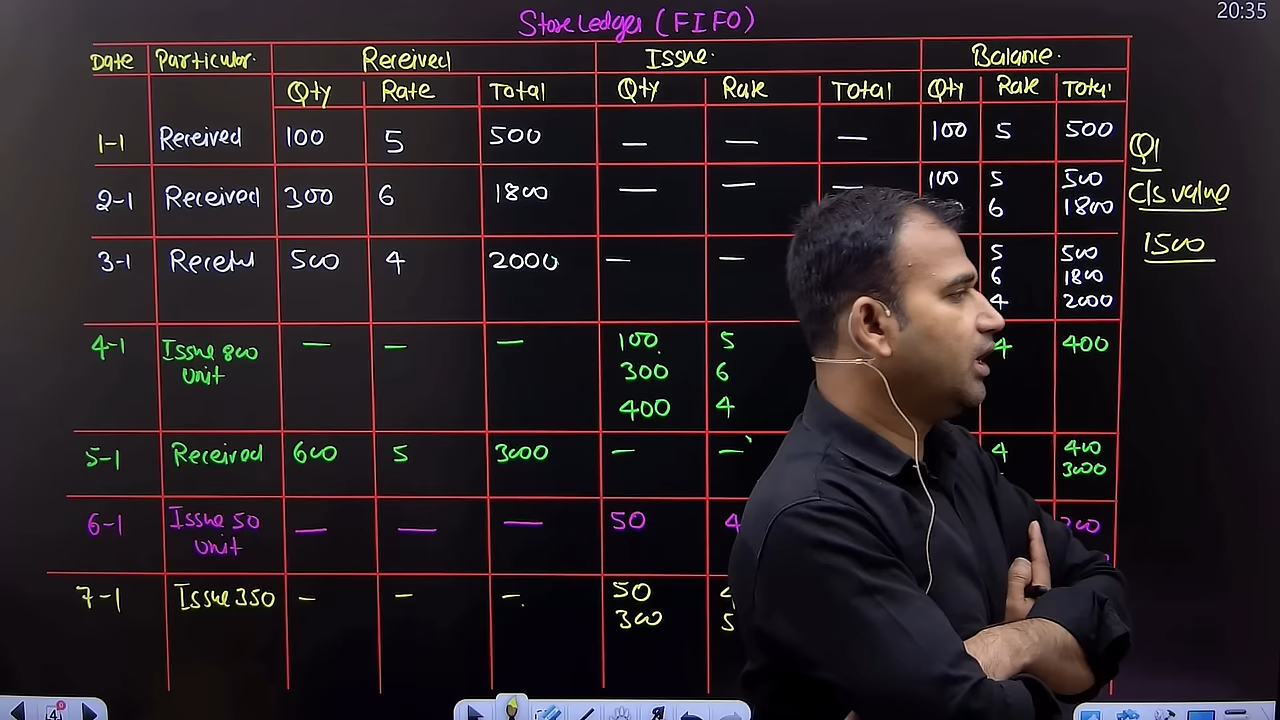 20:35
Store Ledger (FIFO)
Date Particular. Received Issue. Balance.
Qty Rate Total Qty Rate Total Qty Rate Total
1-1 Received 100 5 500 — — — 100 5 500
Q1
2-1 Received 300 6 1800 — — — 100 5 500
6 1800
C/s value
3-1 Received 500 4 2000 — — 5 500
6 1800
4 2000
1500
4-1 Issue 800 — — — 100 5 4 400
Unit 300 6
400 4
5-1 Received 600 5 3000 — — 4 400
3000
6-1 Issue 50 — — — 50 4 200
Unit
7-1 Issue 350 — — — 50 4
300 5